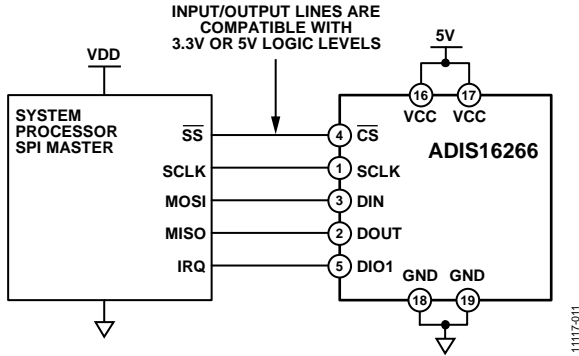 INPUT/OUTPUT LINES ARE
COMPATIBLE WITH
3.3V OR 5V LOGIC LEVELS
VDD
5V
SYSTEM
PROCESSOR
SPI MASTER
16 17
VCC VCC
ADIS16266
SS 4 CS
SCLK 1 SCLK
MOSI 3 DIN
MISO 2 DOUT
IRQ 5 DIO1
GND GND
18 19
11117-011